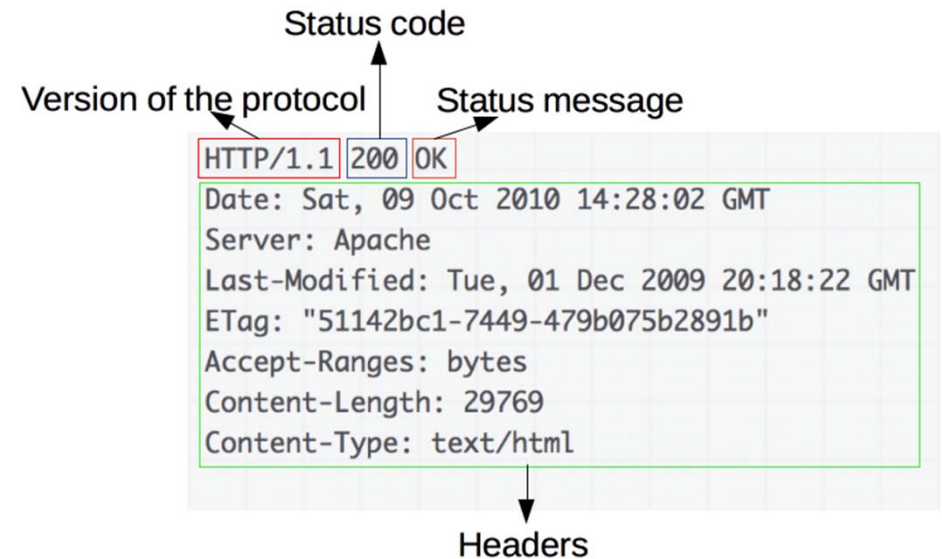 Status code
Version of the protocol
Status message
HTTP/1.1 200 OK
Date: Sat, 09 Oct 2010 14:28:02 GMT
Server: Apache
Last-Modified: Tue, 01 Dec 2009 20:18:22 GMT
ETag: "51142bc1-7449-479b075b2891b"
Accept-Ranges: bytes
Content-Length: 29769
Content-Type: text/html
Headers